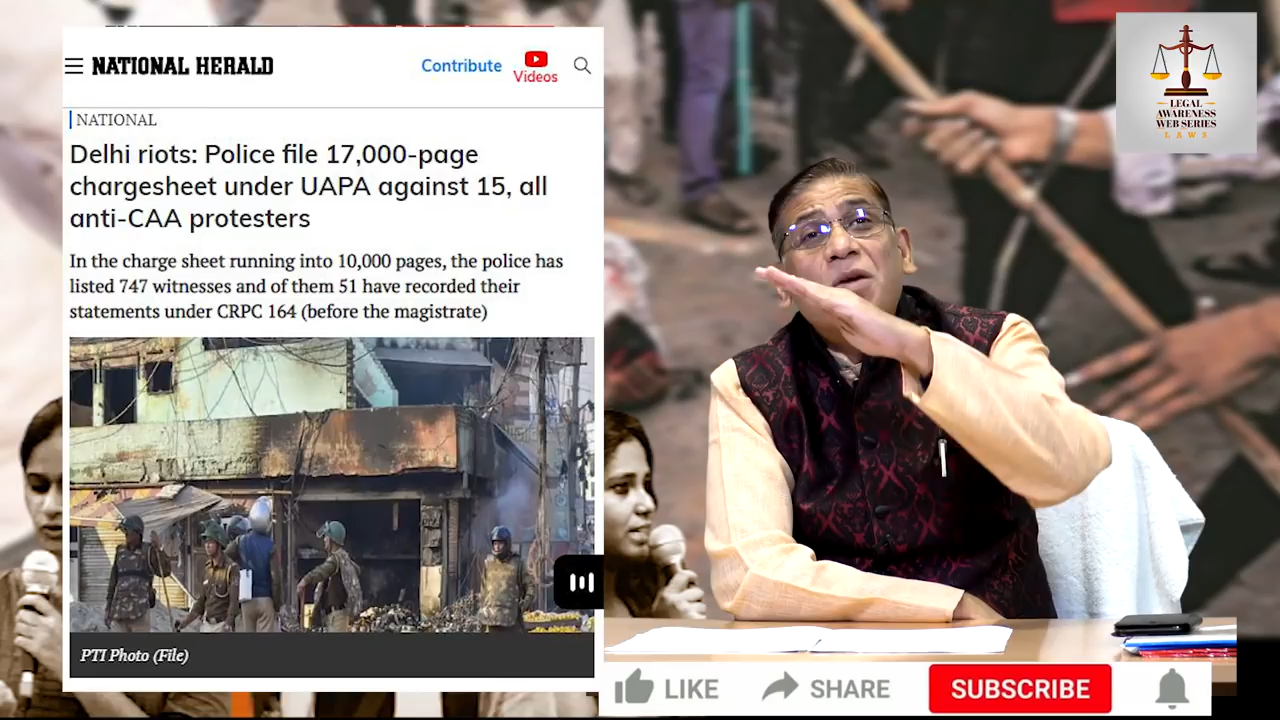 NATIONAL HERALD
Contribute
Videos
NATIONAL
Delhi riots: Police file 17,000-page
chargesheet under UAPA against 15, all
anti-CAA protesters
In the charge sheet running into 10,000 pages, the police has
listed 747 witnesses and of them 51 have recorded their
statements under CRPC 164 (before the magistrate)
PTI Photo (File)
LEGAL
AWARENESS
WEB SERIES
LAWS
LIKE
SHARE
SUBSCRIBE